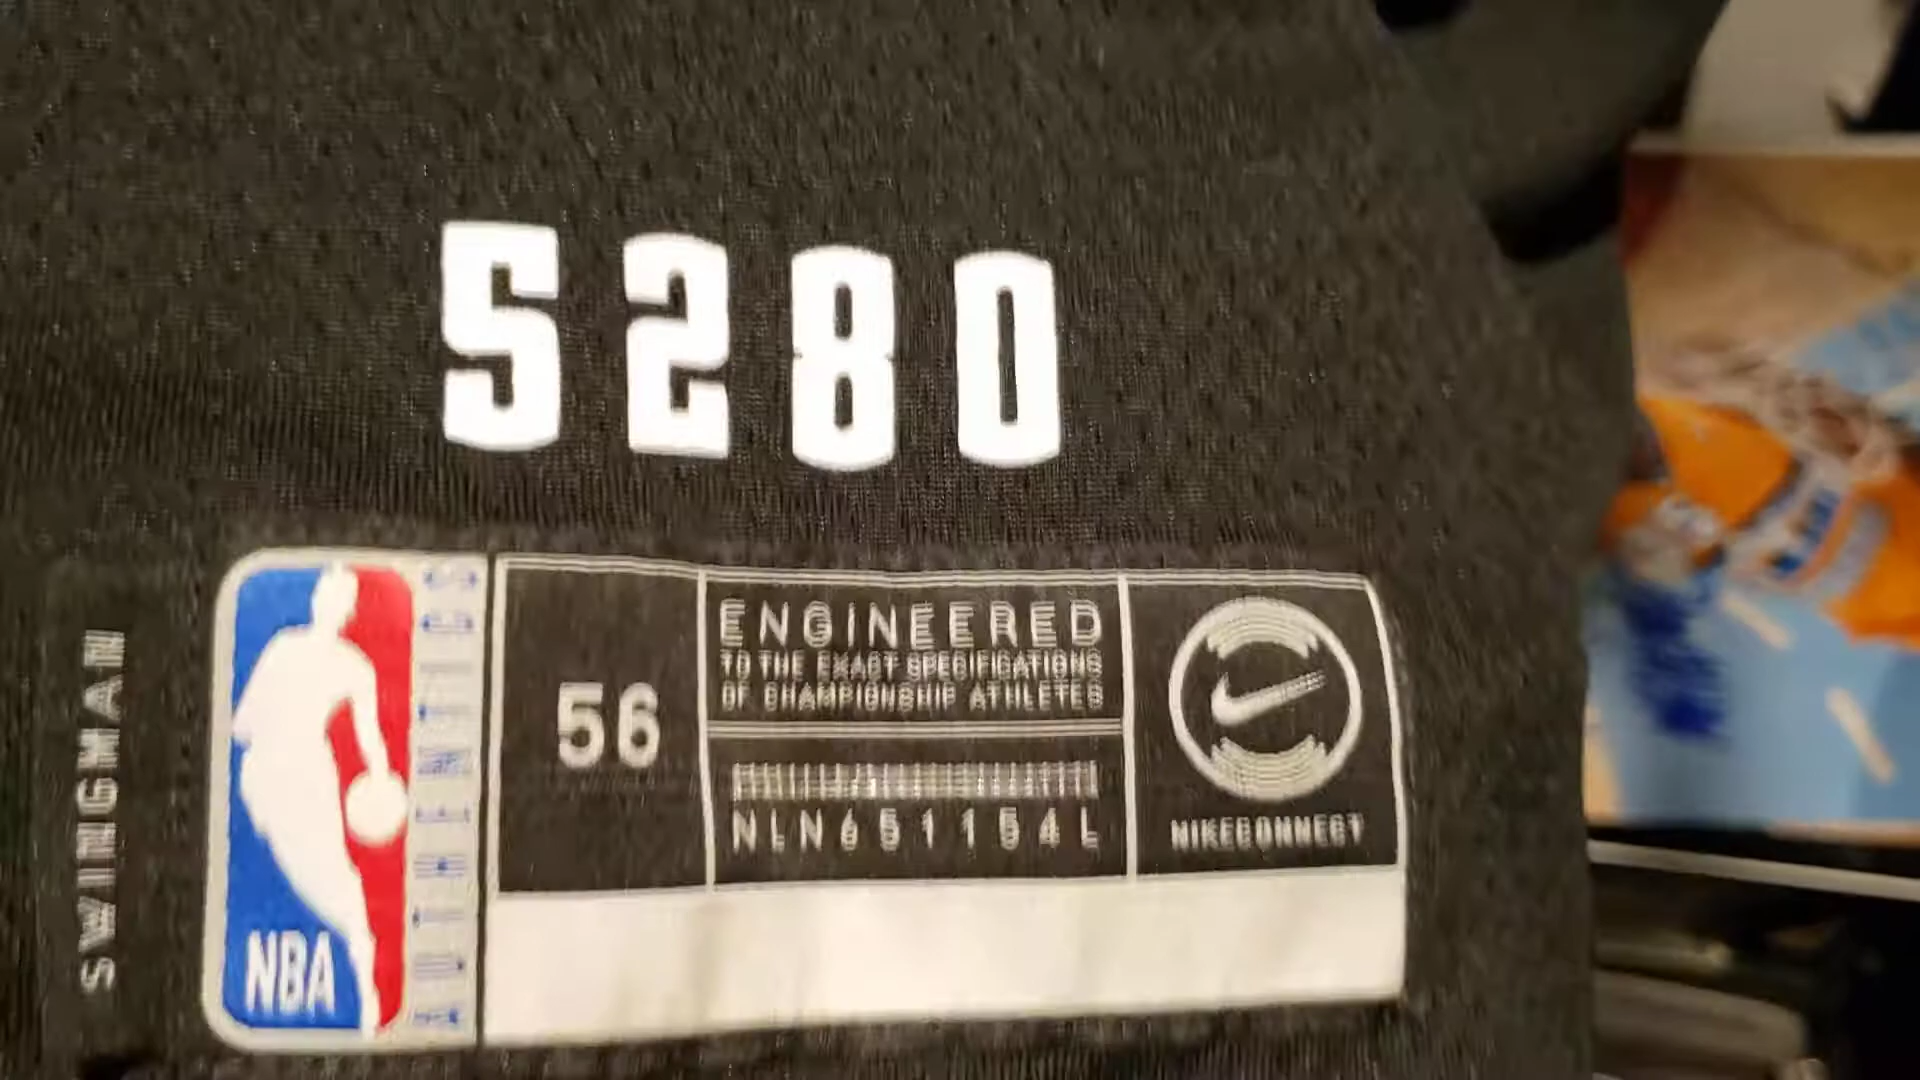 5280
SWINGMAN
NBA
56
ENGINEERED
TO THE EXACT SPECIFICATIONS
OF CHAMPIONSHIP ATHLETES
NLN651154L
NIKECONNECT